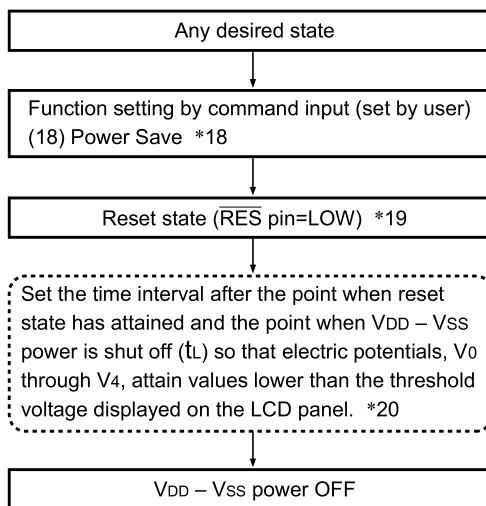 Any desired state
Function setting by command input (set by user)
(18) Power Save *18
Reset state (R̅E̅S̅ pin=LOW) *19
Set the time interval after the point when reset
state has attained and the point when VDD – VSS
power is shut off (tL) so that electric potentials, V0
through V4, attain values lower than the threshold
voltage displayed on the LCD panel. *20
VDD – VSS power OFF